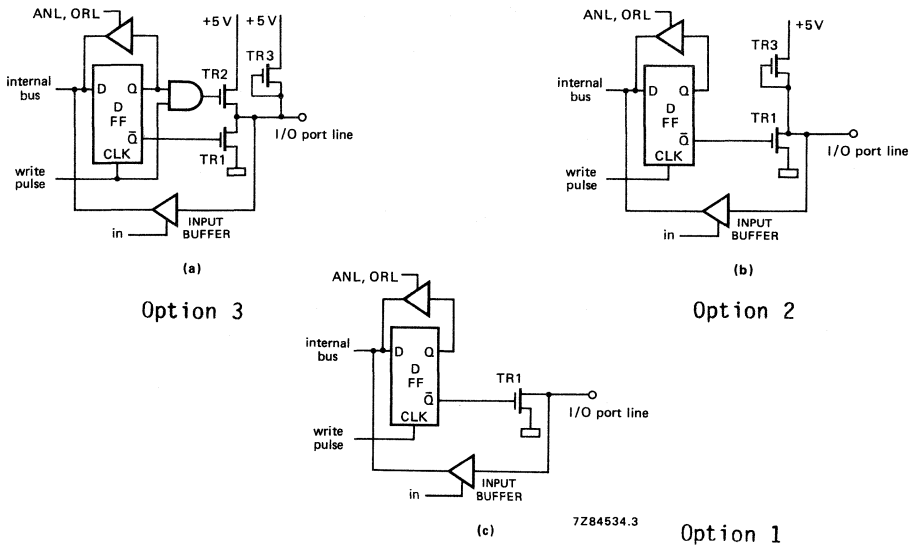 ANL, ORL
+5V +5V
TR3
TR2
internal
bus
D Q
D
FF
Q̅
CLK
TR1
I/O port line
write
pulse
INPUT
BUFFER
in
(a)
Option 3
ANL, ORL
+5V
TR3
internal
bus
D Q
D
FF
Q̅
CLK
TR1
I/O port line
write
pulse
INPUT
BUFFER
in
(b)
Option 2
ANL, ORL
internal
bus
D Q
D
FF
Q̅
CLK
TR1
I/O port line
write
pulse
INPUT
BUFFER
in
(c)
7Z84534.3
Option 1